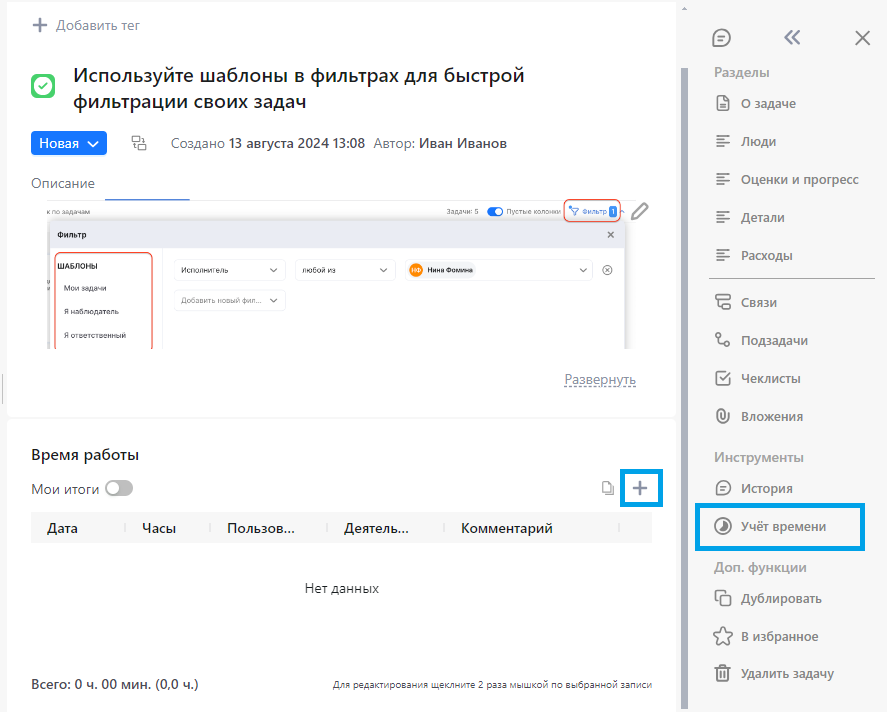 Добавить тег
Используйте шаблоны в фильтрах для быстрой
фильтрации своих задач
Новая
Создано 13 августа 2024 13:08 Автор: Иван Иванов
Описание
к по задачам
Задачи: 5
Пустые колонки
Фильтр 1
Фильтр
ШАБЛОНЫ
Мои задачи
Я наблюдатель
Я ответственный
Исполнитель
любой из
НФ Нина Фомина
Добавить новый фил...
Развернуть
Время работы
Мои итоги
Дата
Часы
Пользов...
Деятель...
Комментарий
Нет данных
Всего: 0 ч. 00 мин. (0,0 ч.)
Для редактирования щеклните 2 раза мышкой по выбранной записи
Разделы
О задаче
Люди
Оценки и прогресс
Детали
Расходы
Связи
Подзадачи
Чеклисты
Вложения
Инструменты
История
Учёт времени
Доп. функции
Дублировать
В избранное
Удалить задачу